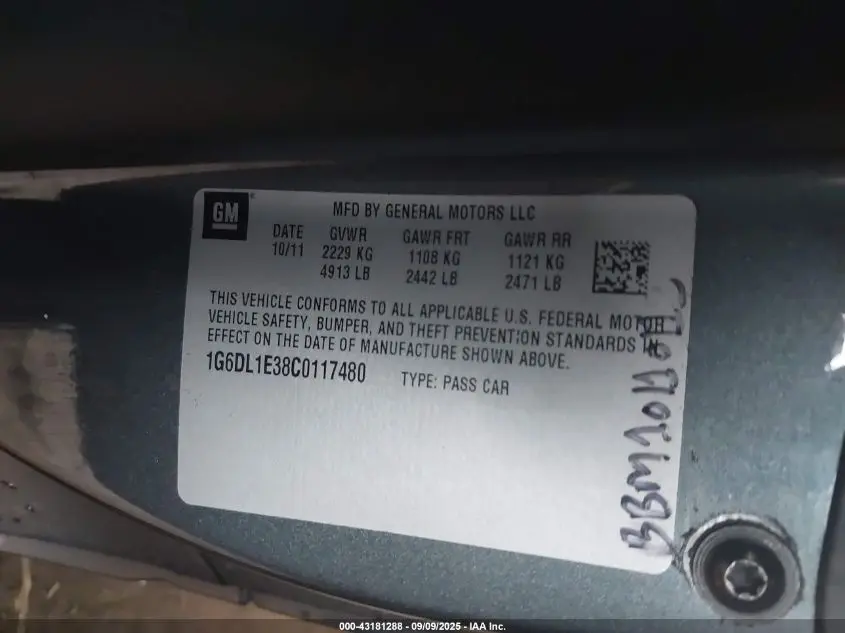 GM
MFD BY GENERAL MOTORS LLC
DATE GVWR GAWR FRT GAWR RR
10/11 2229 KG 1108 KG 1121 KG
4913 LB 2442 LB 2471 LB
THIS VEHICLE CONFORMS TO ALL APPLICABLE U.S. FEDERAL MOTOR
VEHICLE SAFETY, BUMPER, AND THEFT PREVENTION STANDARDS IN
EFFECT ON THE DATE OF MANUFACTURE SHOWN ABOVE.
1G6DL1E38C0117480 TYPE: PASS CAR
000-43181288 - 09/09/2025 - IAA Inc.